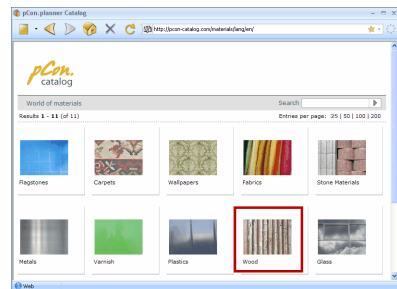 pCon.planner Catalog
http://pcon-catalog.com/materials/lang/en/
pCon.
catalog
World of materials
Search
Results 1 - 11 (of 11)
Entries per page: 25 | 50 | 100 | 200
Flagstones
Carpets
Wallpapers
Fabrics
Stone Materials
Metals
Varnish
Plastics
Wood
Glass
Web